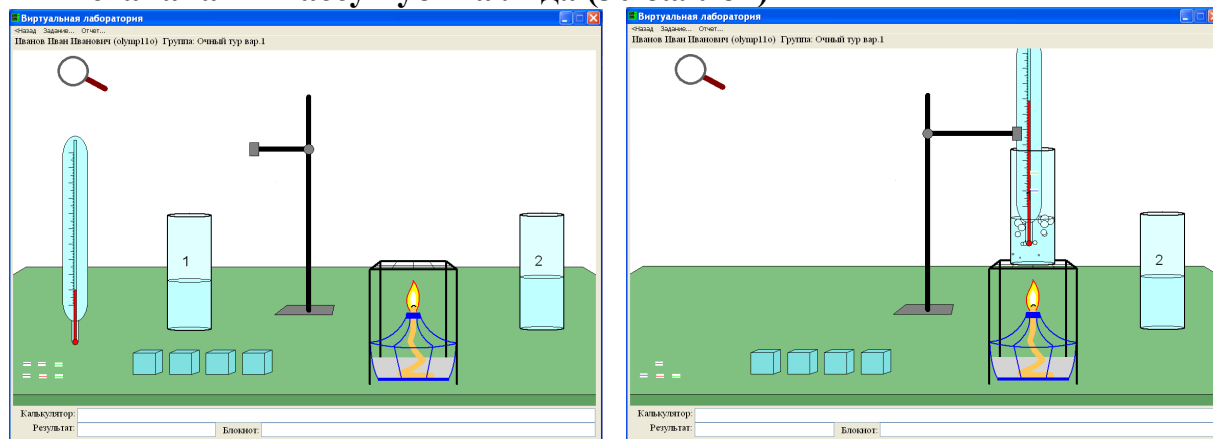 Виртуальная лаборатория
<Назад Задание... Отчет...
Иванов Иван Иванович (olymp11o) Группа: Очный тур вар.1
1
2
Калькулятор:
Результат: Блокнот:
Виртуальная лаборатория
<Назад Задание... Отчет...
Иванов Иван Иванович (olymp11o) Группа: Очный тур вар.1
2
Калькулятор:
Результат: Блокнот: